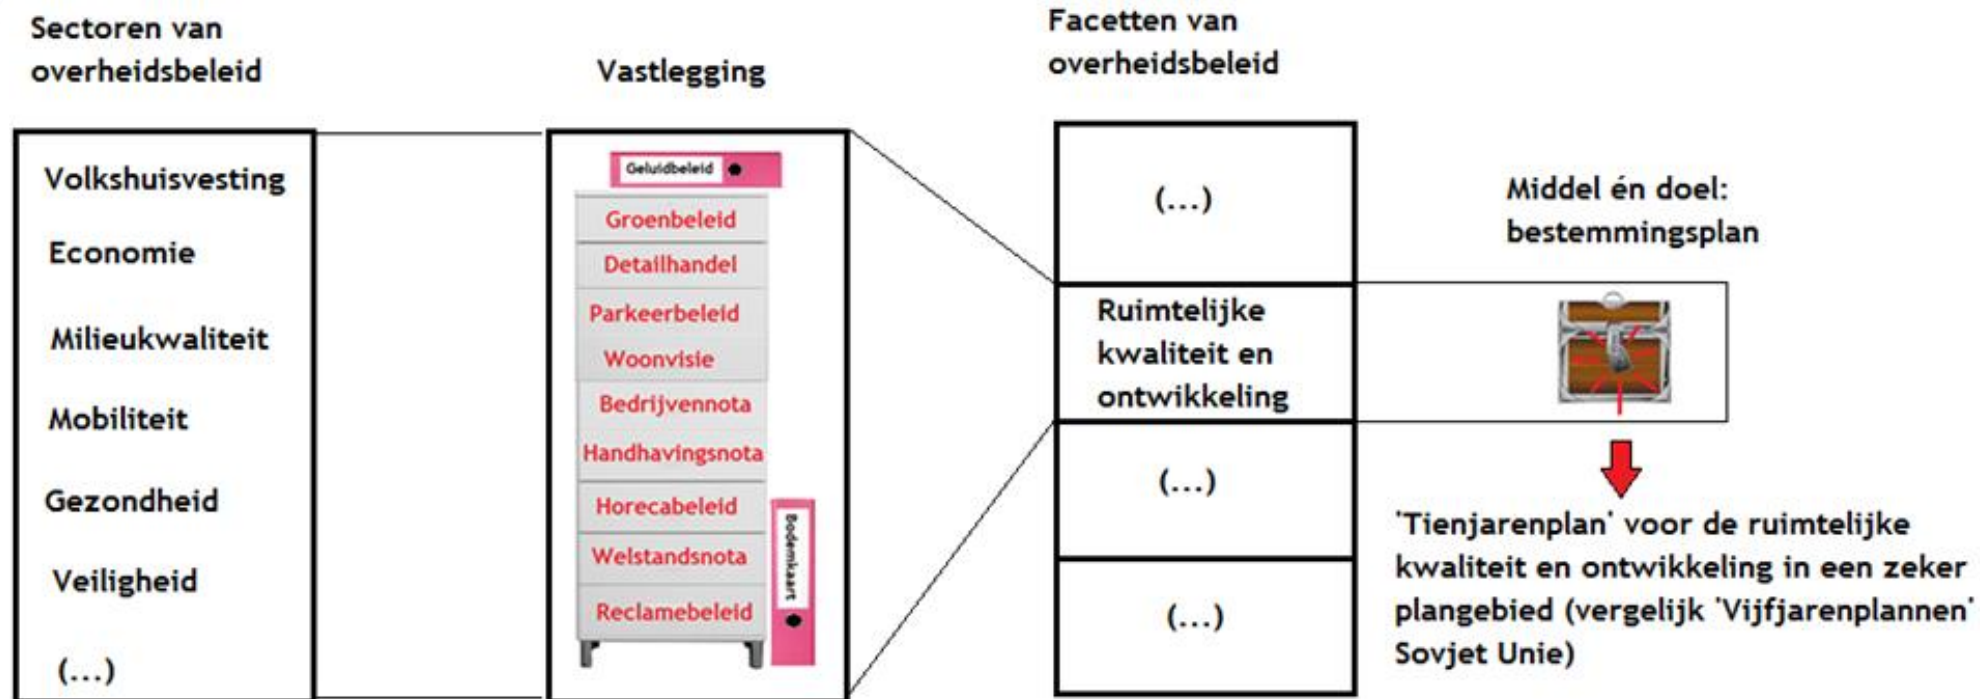 Sectoren van
overheidsbeleid
Volkshuisvesting
Economie
Milieukwaliteit
Mobiliteit
Gezondheid
Veiligheid
(...)
Vastlegging
Geluidbeleid
Groenbeleid
Detailhandel
Parkeerbeleid
Woonvisie
Bedrijvennota
Handhavingsnota
Horecabeleid
Welstandsnota
Reclamebeleid
Bodemkaart
Facetten van
overheidsbeleid
(...)
Ruimtelijke
kwaliteit en
ontwikkeling
(...)
(...)
Middel én doel:
bestemmingsplan
'Tienjarenplan' voor de ruimtelijke
kwaliteit en ontwikkeling in een zeker
plangebied (vergelijk 'Vijfjarenplannen'
Sovjet Unie)